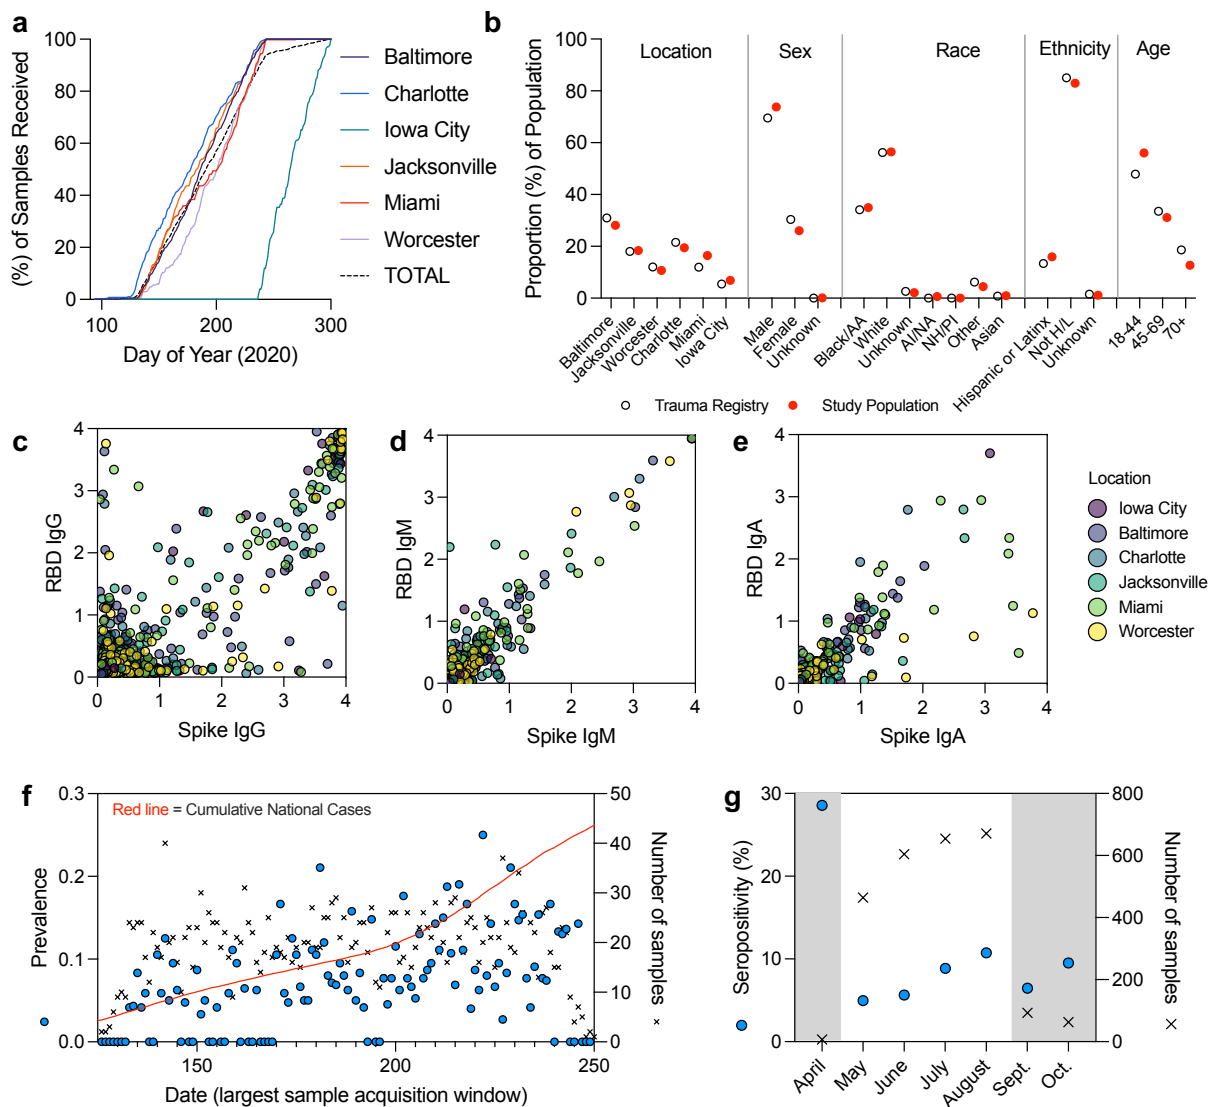 a
100
80
60
40
20
0
(%) of Samples Received
100
200
300
Day of Year (2020)
Baltimore
Charlotte
Iowa City
Jacksonville
Miami
Worcester
TOTAL
b
100
80
60
40
20
0
Proportion (%) of Population
Location
Sex
Race
Ethnicity
Age
Baltimore
Jacksonville
Worcester
Charlotte
Miami
Iowa City
Male
Female
Unknown
Black/AA
White
Unknown
AI/NA
NH/PI
Other
Asian
Hispanic or Latinx
Not H/L
Unknown
18-44
45-69
70+
Trauma Registry
Study Population
c
4
3
2
1
0
RBD IgG
0
1
2
3
4
Spike IgG
d
4
3
2
1
0
RBD IgM
0
1
2
3
4
Spike IgM
e
4
3
2
1
0
RBD IgA
0
1
2
3
4
Spike IgA
Location
Iowa City
Baltimore
Charlotte
Jacksonville
Miami
Worcester
f
0.3
0.2
0.1
0.0
Prevalence
Red line = Cumulative National Cases
50
40
30
20
10
0
Number of samples
150
200
250
Date (largest sample acquisition window)
g
30
20
10
0
Seropositivity (%)
800
600
400
200
0
Number of samples
April
May
June
July
August
Sept.
Oct.